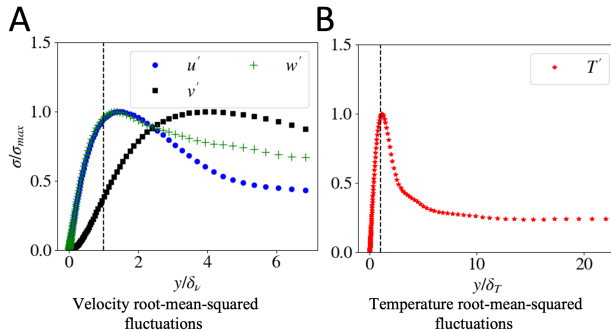 A
1.5
1.0
0.5
0.0
σ/σmax
u′
v′
w′
0
2
4
6
y/δν
Velocity root-mean-squared
fluctuations
B
1.5
1.0
0.5
0.0
T′
0
10
20
y/δT
Temperature root-mean-squared
fluctuations